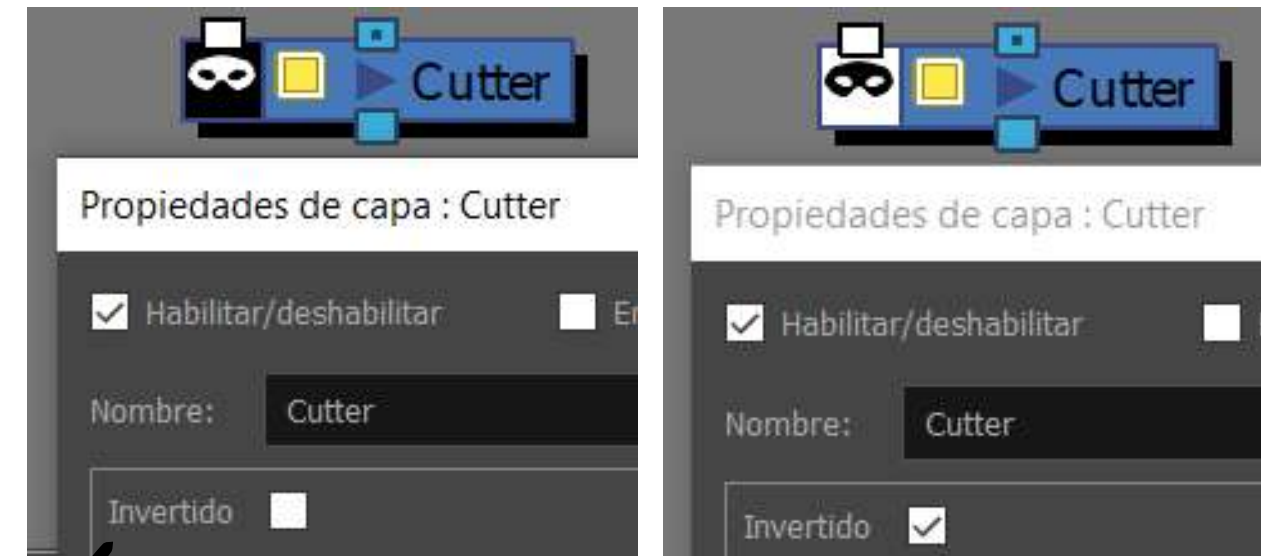 Cutter
Propiedades de capa : Cutter
Habilitar/deshabilitar
Nombre: Cutter
Invertido
Cutter
Propiedades de capa : Cutter
Habilitar/deshabilitar
Nombre: Cutter
Invertido